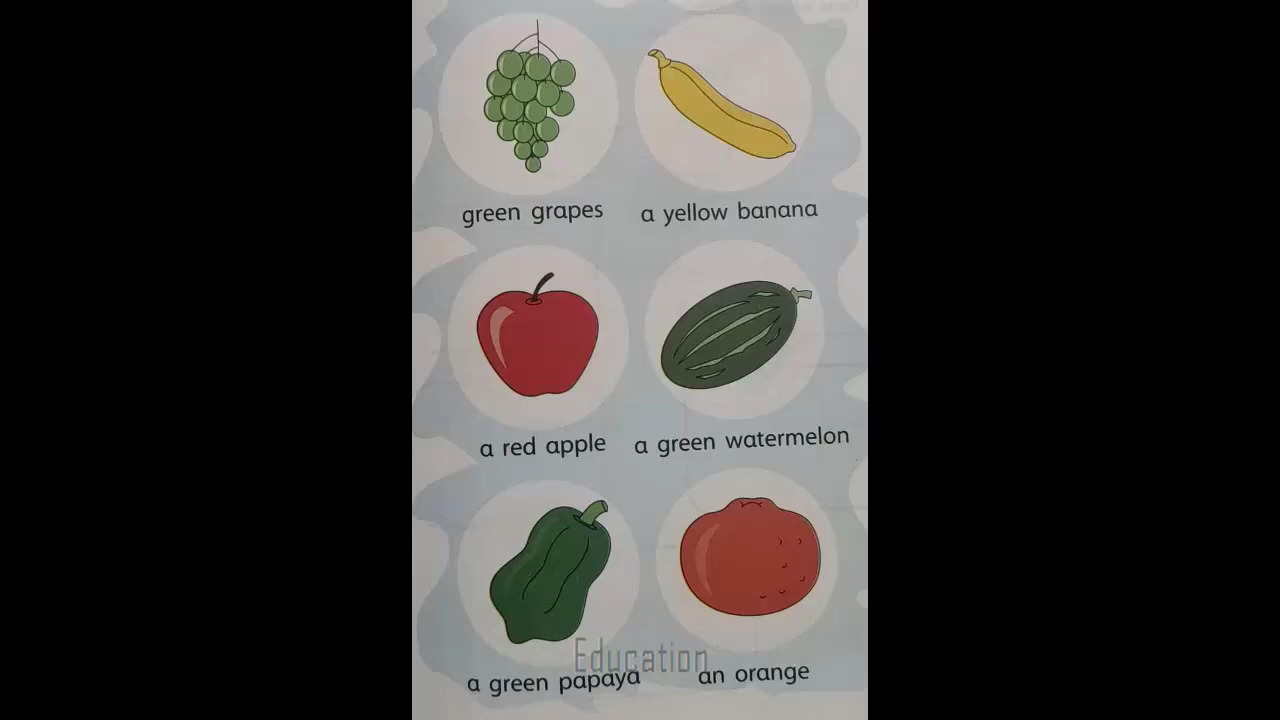 green grapes
a yellow banana
a red apple
a green watermelon
Education
a green papaya
an orange